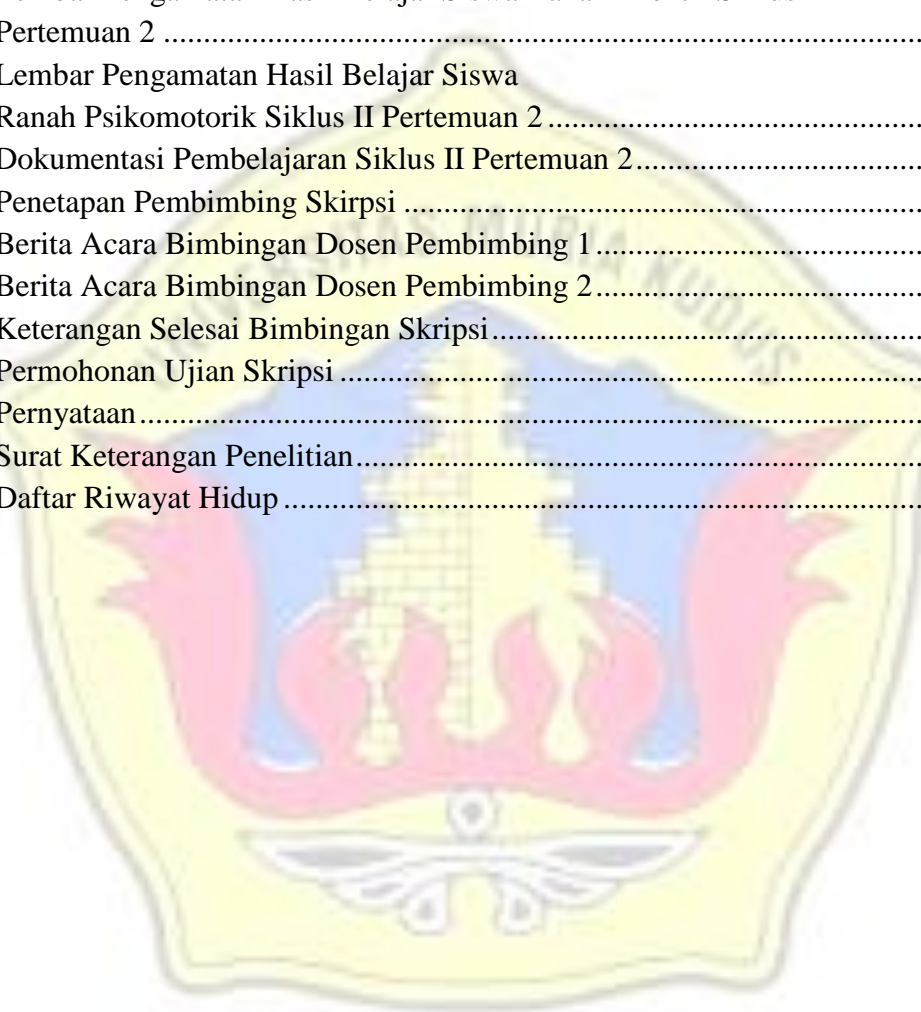 Pertemuan 2 ........................................................................................................
Lembar Pengamatan Hasil Belajar Siswa
Ranah Psikomotorik Siklus II Pertemuan 2 ...............................................
Dokumentasi Pembelajaran Siklus II Pertemuan 2....................................
Penetapan Pembimbing Skirpsi .................................................................
Berita Acara Bimbingan Dosen Pembimbing 1.........................................
Berita Acara Bimbingan Dosen Pembimbing 2.........................................
Keterangan Selesai Bimbingan Skripsi......................................................
Permohonan Ujian Skripsi .........................................................................
Pernyataan..................................................................................................
Surat Keterangan Penelitian.......................................................................
Daftar Riwayat Hidup ................................................................................
KUDUS